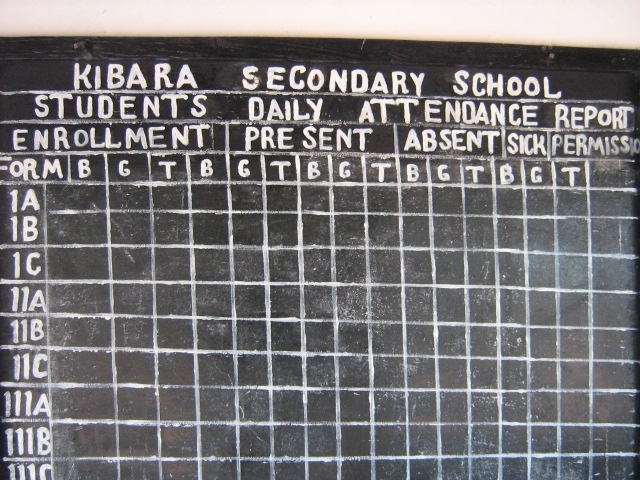 KIBARA SECONDARY SCHOOL
STUDENTS DAILY ATTENDANCE REPORT
ENROLLMENT PRESENT ABSENT SICK PERMISSIO
FORM B G T B G T B G T B G T B G T
1A
1B
1C
11A
11B
11C
111A
111B
111C